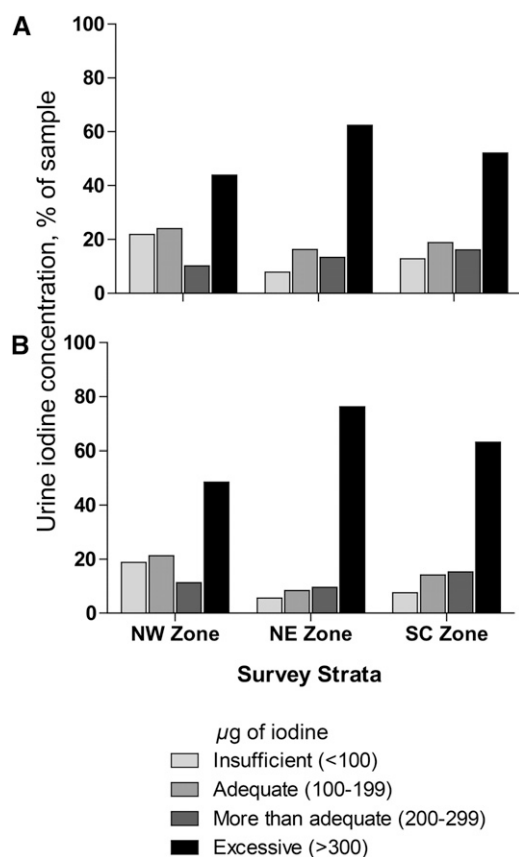 A
100
80
60
40
20
0
B
100
80
60
40
20
0
Urine iodine concentration, % of sample
NW Zone NE Zone SC Zone
Survey Strata
µg of iodine
Insufficient (<100)
Adequate (100-199)
More than adequate (200-299)
Excessive (>300)